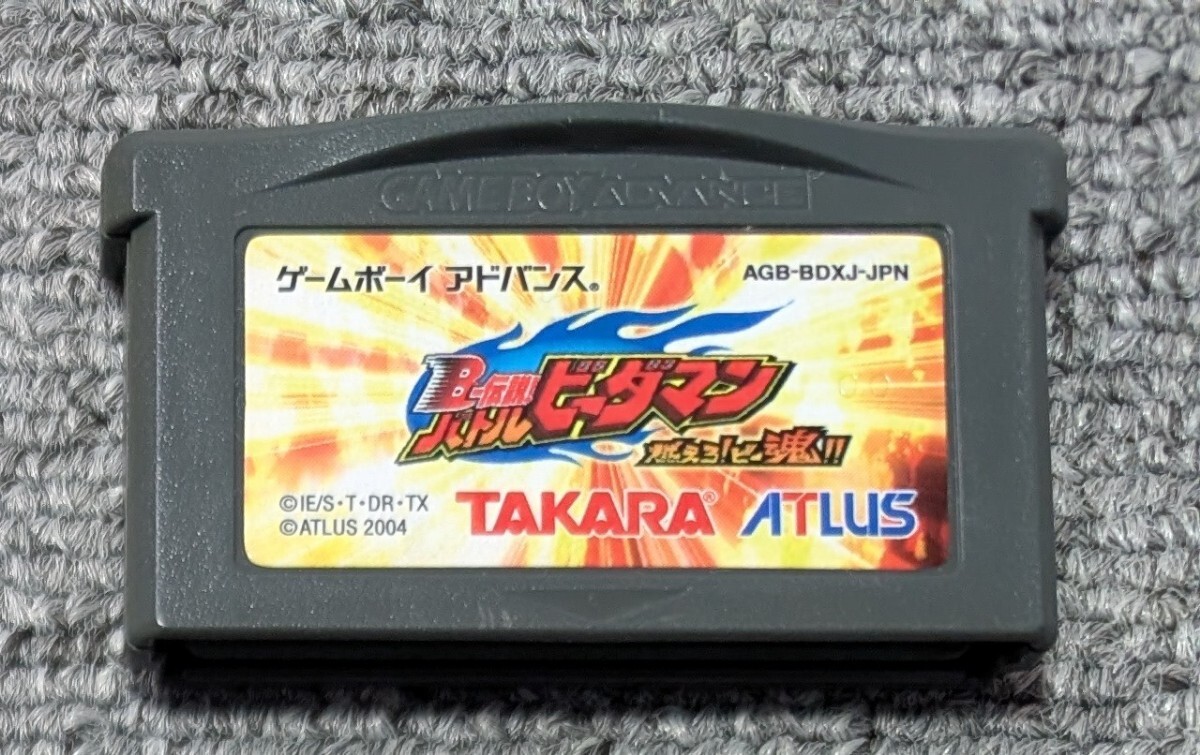 GAME BOY ADVANCE
ゲームボーイ アドバンス®
AGB-BDXJ-JPN
B-伝説!
バトル ビーダマン
燃えろ!ビー魂!!
©IE/S・T・DR・TX
©ATLUS 2004
TAKARA®
ATLUS